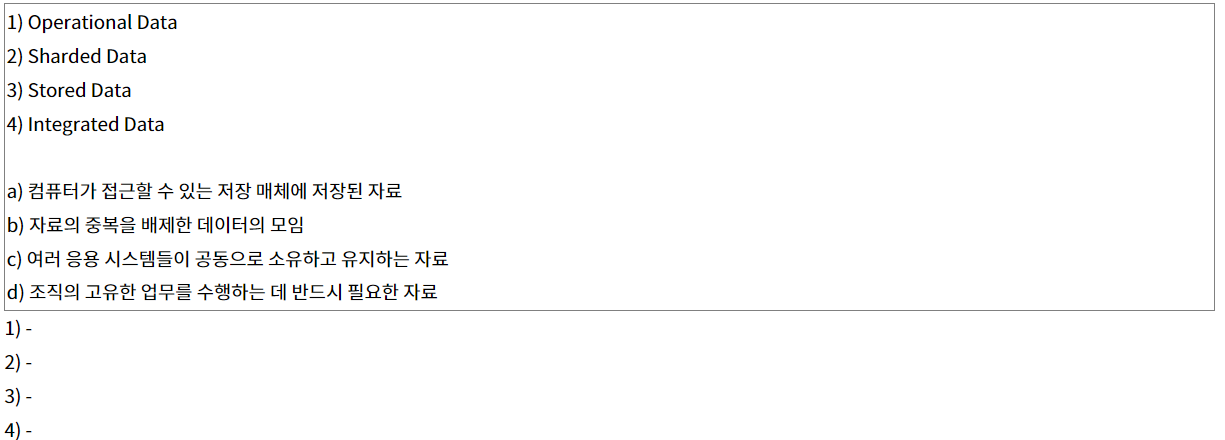 1) Operational Data
2) Sharded Data
3) Stored Data
4) Integrated Data
a) 컴퓨터가 접근할 수 있는 저장 매체에 저장된 자료
b) 자료의 중복을 배제한 데이터의 모임
c) 여러 응용 시스템들이 공동으로 소유하고 유지하는 자료
d) 조직의 고유한 업무를 수행하는 데 반드시 필요한 자료
1) -
2) -
3) -
4) -